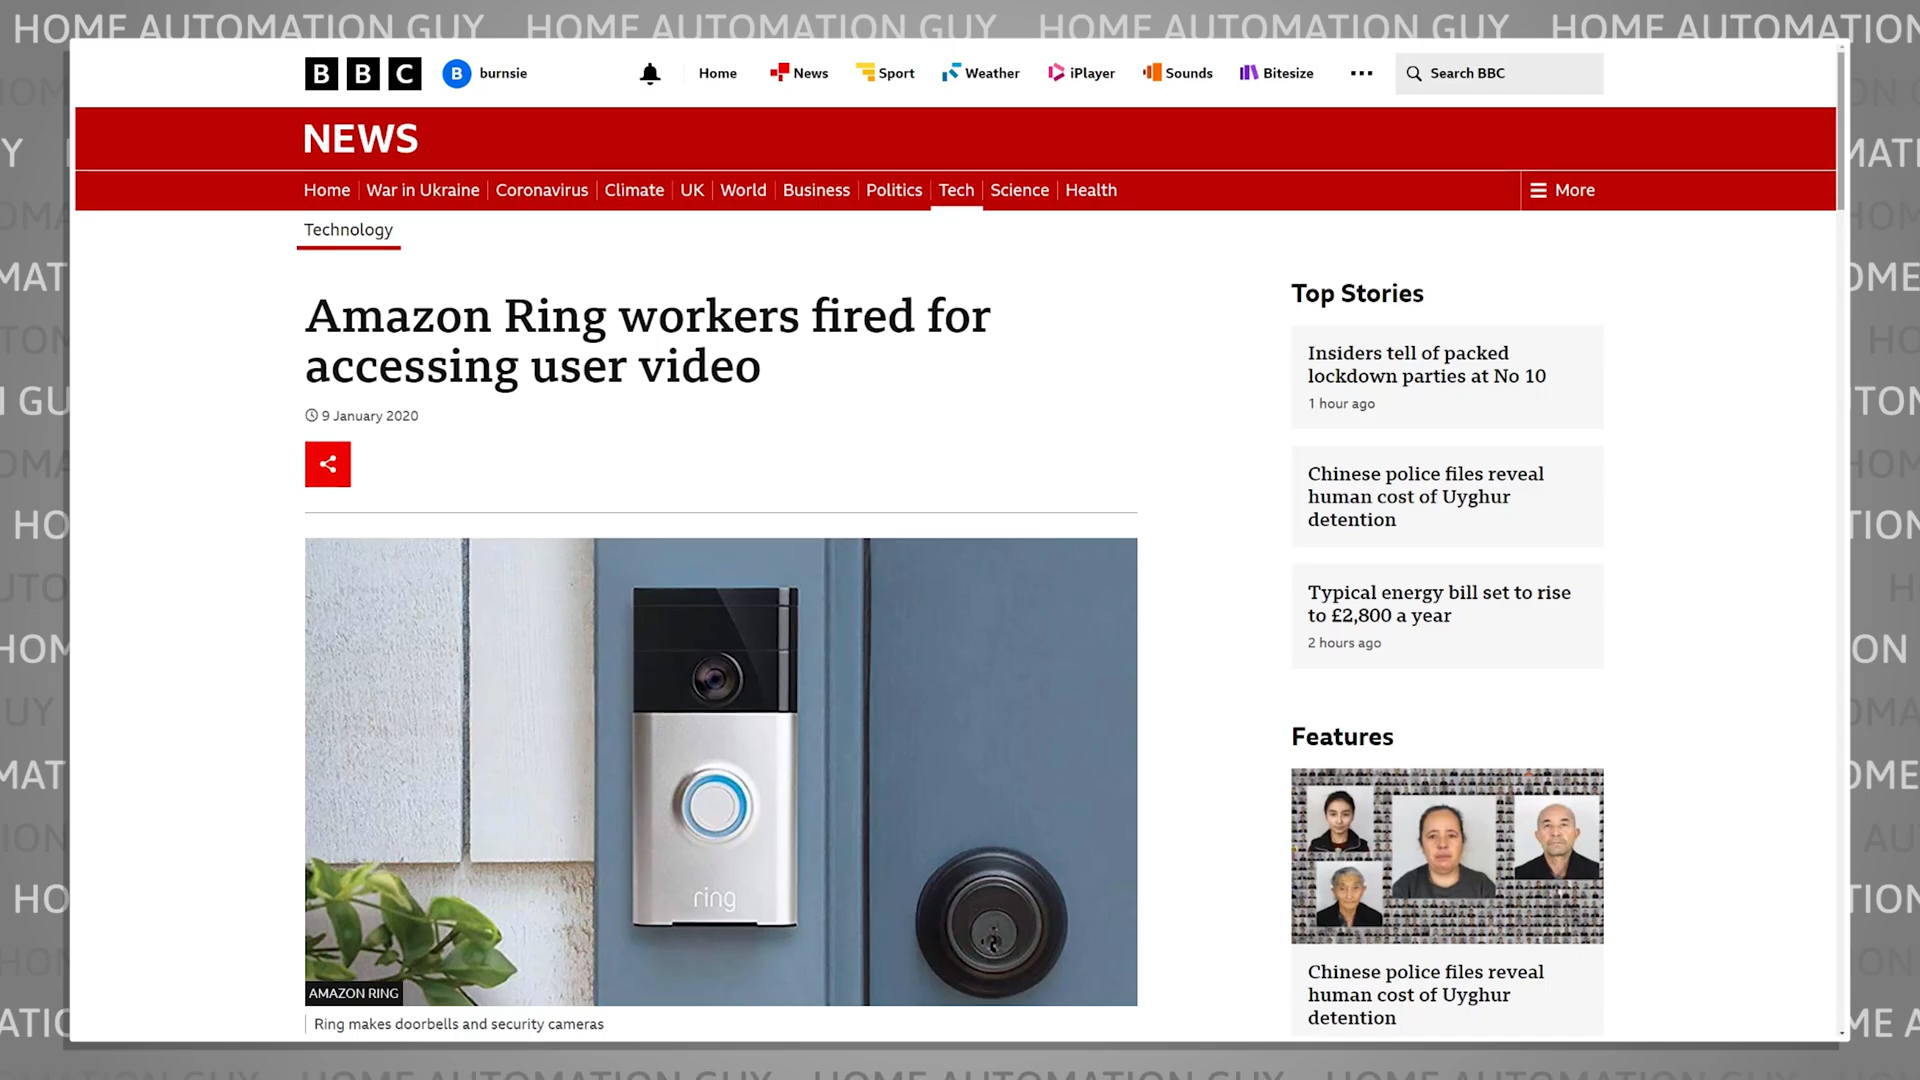 HOME AUTOMATION GUY HOME AUTOMATION GUY HOME AUTOMATION GUY HOME AUTOMATION
BBC B burnsie Home News Sport Weather iPlayer Sounds Bitesize ... Search BBC
NEWS
Home War in Ukraine Coronavirus Climate UK World Business Politics Tech Science Health More
Technology
Amazon Ring workers fired for
accessing user video
9 January 2020
ring
AMAZON RING
Ring makes doorbells and security cameras
Top Stories
Insiders tell of packed
lockdown parties at No 10
1 hour ago
Chinese police files reveal
human cost of Uyghur
detention
Typical energy bill set to rise
to £2,800 a year
2 hours ago
Features
Chinese police files reveal
human cost of Uyghur
detention